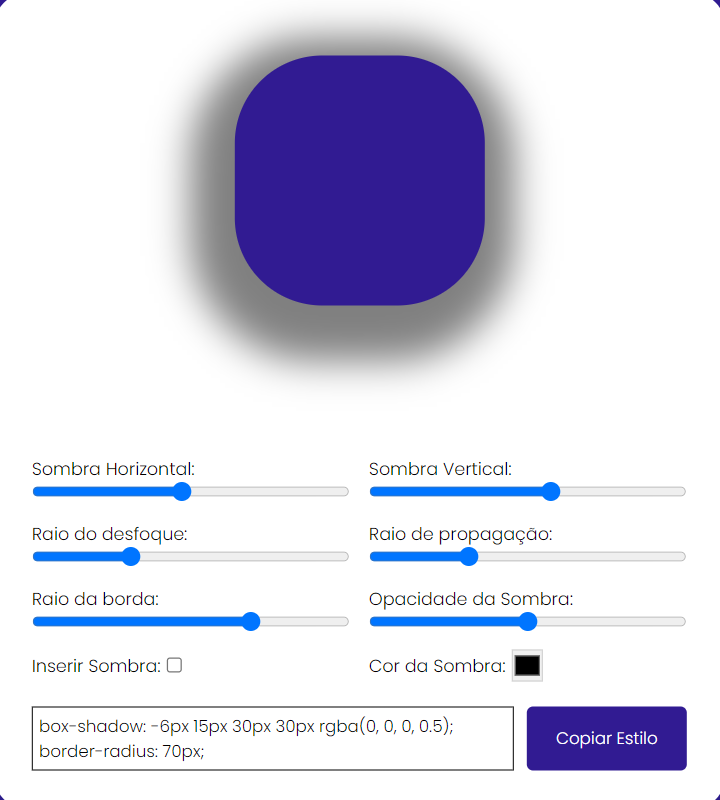 Sombra Horizontal:
Sombra Vertical:
Raio do desfoque:
Raio de propagação:
Raio da borda:
Opacidade da Sombra:
Inserir Sombra:
Cor da Sombra:
box-shadow: -6px 15px 30px 30px rgba(0, 0, 0, 0.5);
border-radius: 70px;
Copiar Estilo